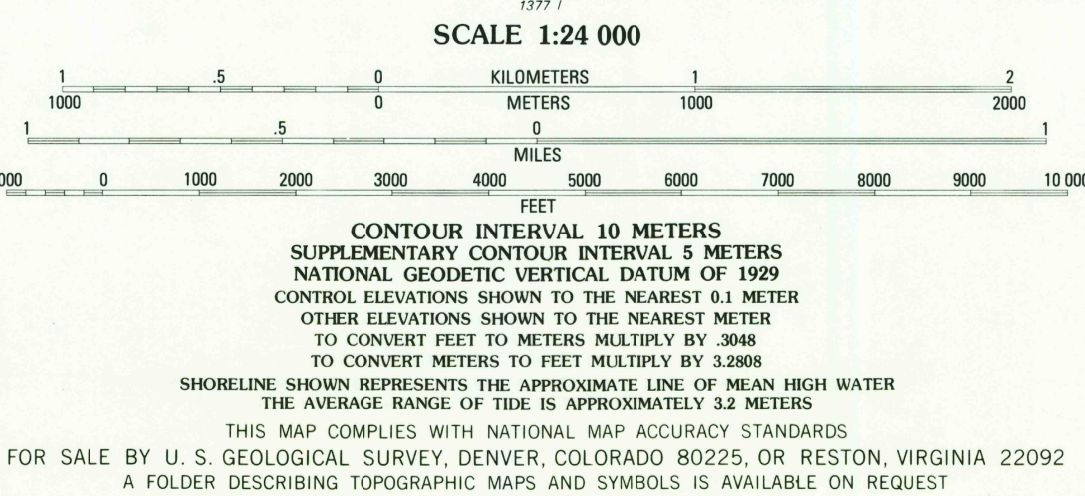 1377 I
SCALE 1:24 000
1 .5 0 KILOMETERS 1 2
1000 0 METERS 1000 2000
1 .5 0 1
MILES
000 0 1000 2000 3000 4000 5000 6000 7000 8000 9000 10 000
FEET
CONTOUR INTERVAL 10 METERS
SUPPLEMENTARY CONTOUR INTERVAL 5 METERS
NATIONAL GEODETIC VERTICAL DATUM OF 1929
CONTROL ELEVATIONS SHOWN TO THE NEAREST 0.1 METER
OTHER ELEVATIONS SHOWN TO THE NEAREST METER
TO CONVERT FEET TO METERS MULTIPLY BY .3048
TO CONVERT METERS TO FEET MULTIPLY BY 3.2808
SHORELINE SHOWN REPRESENTS THE APPROXIMATE LINE OF MEAN HIGH WATER
THE AVERAGE RANGE OF TIDE IS APPROXIMATELY 3.2 METERS
THIS MAP COMPLIES WITH NATIONAL MAP ACCURACY STANDARDS
FOR SALE BY U. S. GEOLOGICAL SURVEY, DENVER, COLORADO 80225, OR RESTON, VIRGINIA 22092
A FOLDER DESCRIBING TOPOGRAPHIC MAPS AND SYMBOLS IS AVAILABLE ON REQUEST